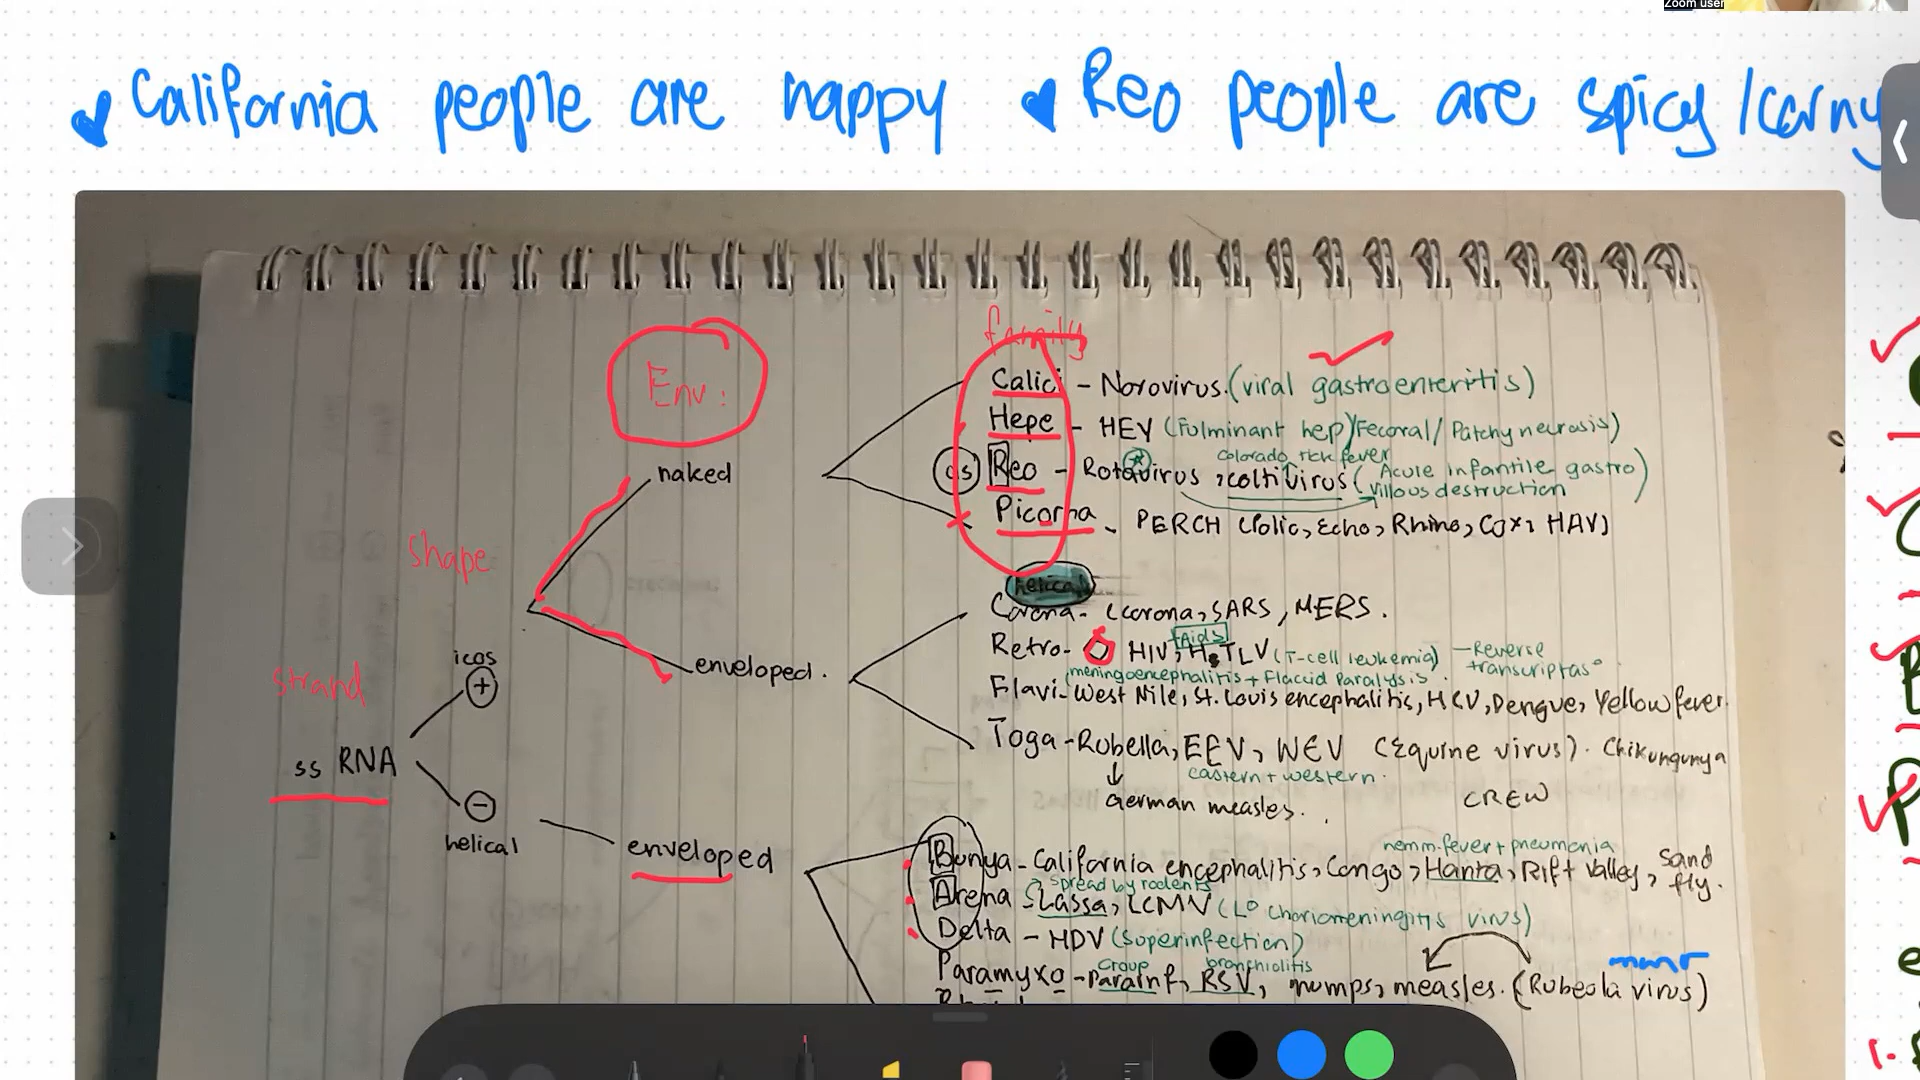 California people are happy
Reo people are spicy / carny
Zoom user
family
Env:
Calici - Norovirus. (viral gastroenteritis)
Hepe - HEV (Fulminant hep) Fecoral / Patchy necrosis)
colorado tick fever
ds Reo - Rotavirus, coltivirus (Acute infantile gastro
villous destruction)
naked
Picorna - PERCH (Polio, Echo, Rhino, Cox, HAV)
shape
helical
Corona - (corona, SARS, MERS.
Aids
Retro - HIV, HTLV (T-cell leukemia) - Reverse transcriptas
icos
enveloped.
meningoencephalitis + Flaccid Paralysis.
+
Flavi - West Nile, St. Louis encephalitis, HCV, Dengue, Yellow fever.
strand
Toga - Rubella, EEV, WEV (Equine virus). Chikungunya
ss RNA
eastern + western.
German measles.
CREW
-
helical
enveloped
hemm. fever + pneumonia
Bunya - California encephalitis, Congo, Hanta, Rift Valley, Sand fly.
spread by rodents
Arena - Lassa, LCMV (Lo choriomeningitis virus)
Delta - HDV (superinfection)
croup bronchiolitis
Paramyxo - parainf, RSV, mumps, measles. (Rubeola virus)